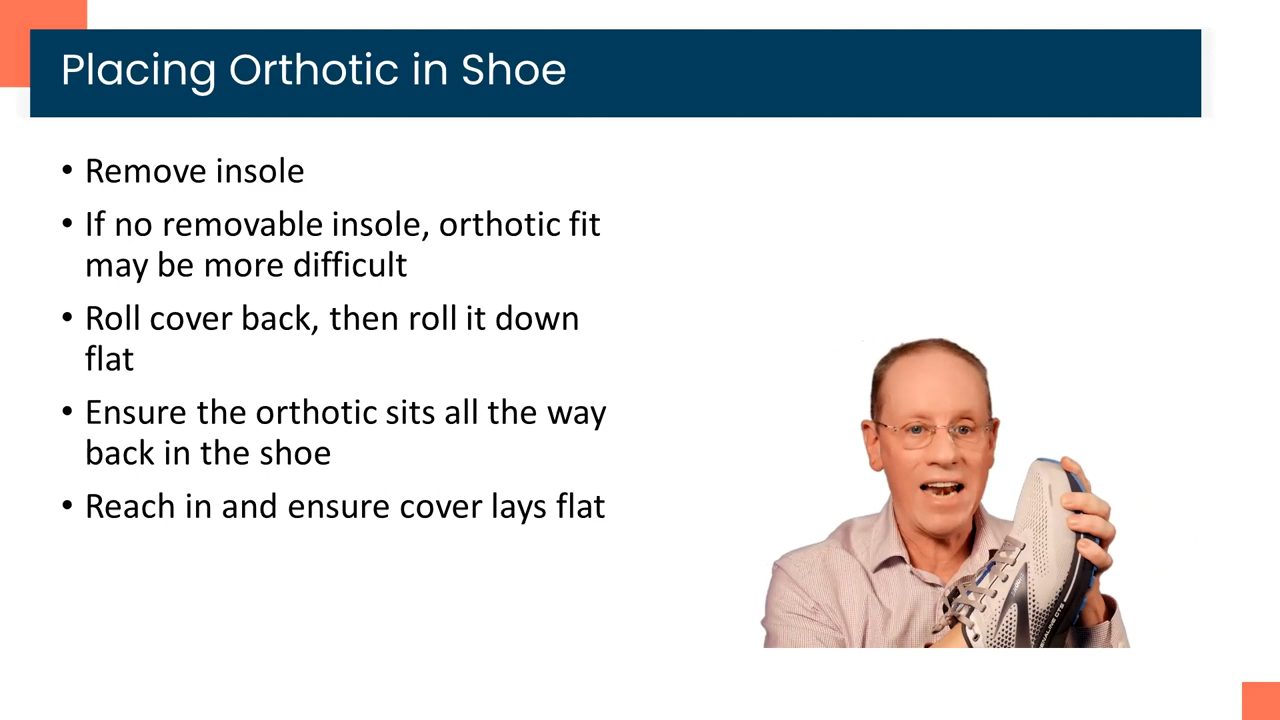 Placing Orthotic in Shoe
• Remove insole
• If no removable insole, orthotic fit
may be more difficult
• Roll cover back, then roll it down
flat
• Ensure the orthotic sits all the way
back in the shoe
• Reach in and ensure cover lays flat